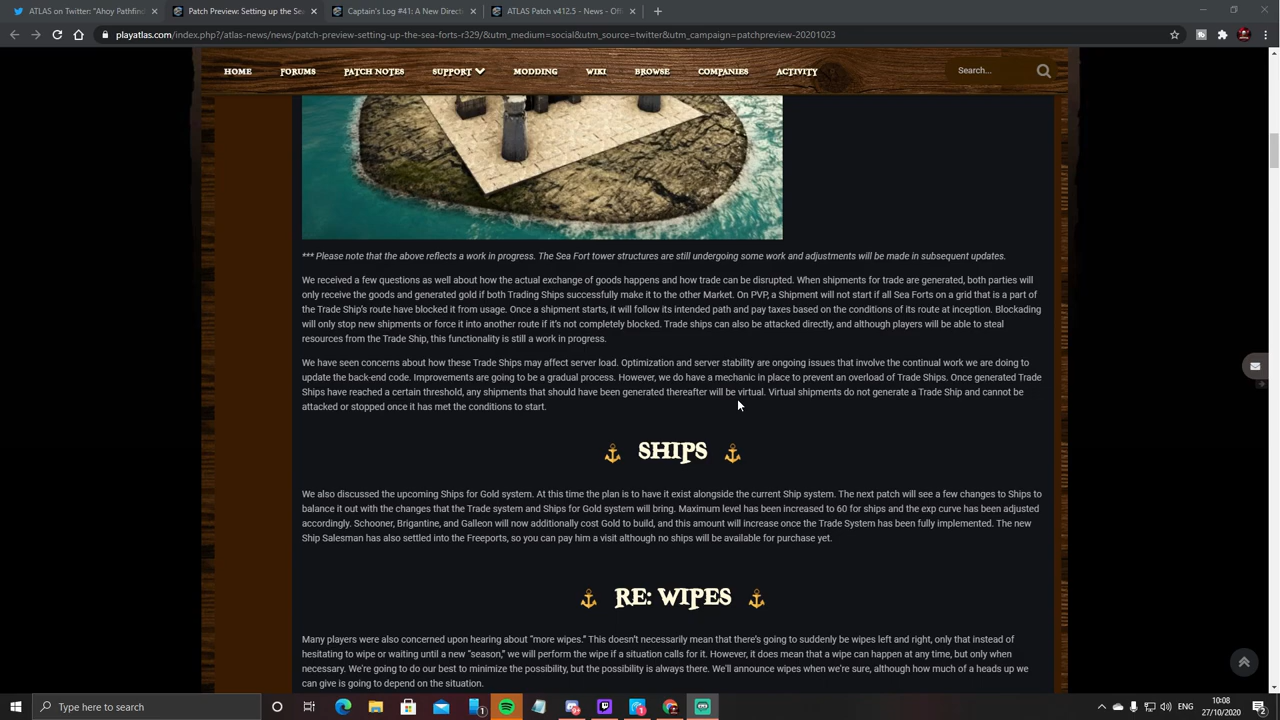 ATLAS on Twitter: "Ahoy Pathfind
Patch Preview: Setting up the sea
Captain's Log #41: A New Directi
ATLAS Patch v412.5 - Use Of Th
playatlas.com/atlas-news/news/patch-preview-setting-up-the-sea-forts-r329/&utm_medium=social&utm_source=twitter&utm_campaign=patchpreview-20201023
HOME FORUMS PATCH NOTES SUPPORT MODDING WIKI BROWSE COMPANIES ACTIVITY Search...
*** Please note that the above reflects a work in progress. The Sea Fort tower structures are still undergoing some work and adjustments will be made in subsequent updates.
We received a few questions as well about how the actual exchange of goods happens and how trade can be disrupted. When shipments for trade are generated, both parties will
only receive the goods and generated gold if both Trading Ships successfully make it to the other Market. On PVP, a Shipment will not start if all Sea Forts on a grid that is a part of
the Trade Ship's route have blocked it from usage. Once a shipment starts, it will follow its intended path and pay taxes based on the conditions of its route at inception. Blockading
will only stop new shipments or force it into another route if it's not completely blocked. Trade ships can also be attacked directly, and although players will be able to steal
resources from the Trade Ship, this functionality is still a work in progress.
We have seen concerns about how these Trade Ships may affect server load. Optimization and server stability are ongoing issues that involve the continual work we are doing to
update the back-end code. Improvements are going to be a gradual process. However, we do have a mechanic in place to prevent an overload of Trade Ships. Once generated Trade
Ships have reached a certain threshold, any shipments that should have been generated thereafter will be virtual. Virtual shipments do not generate a Trade Ship and cannot be
attacked or stopped once it has met the conditions to start.
SHIPS
We also discussed the upcoming Ships for Gold system. At this time the plan is to have it exist alongside the current Ship system. The next patch will see a few changes to Ships to
balance it out with the changes that the Trade system and Ships for Gold system will bring. Maximum level has been increased to 60 for ships and the exp curve has been adjusted
accordingly. Schooner, Brigantine, and Galleon will now additionally cost Gold to build, and this amount will increase once the Trade System has been fully implemented. The new
Ship Salesman has also settled into the Freeports, so you can pay him a visit although no ships will be available for purchase yet.
RE: WIPES
Many players were also concerned upon hearing about "more wipes." This doesn't necessarily mean that there's going to suddenly be wipes left and right, only that instead of
hesitating to wipe or waiting until a new "season," we will perform the wipe if a situation calls for it. However, it does mean that a wipe can happen at any time, but only when
necessary. We're going to do our best to minimize the possibility, but the possibility is always there. We'll announce wipes when we're sure, although how much of a heads up we
can give is going to depend on the situation.
Type here to search
ENG
10:08
27/10/2020